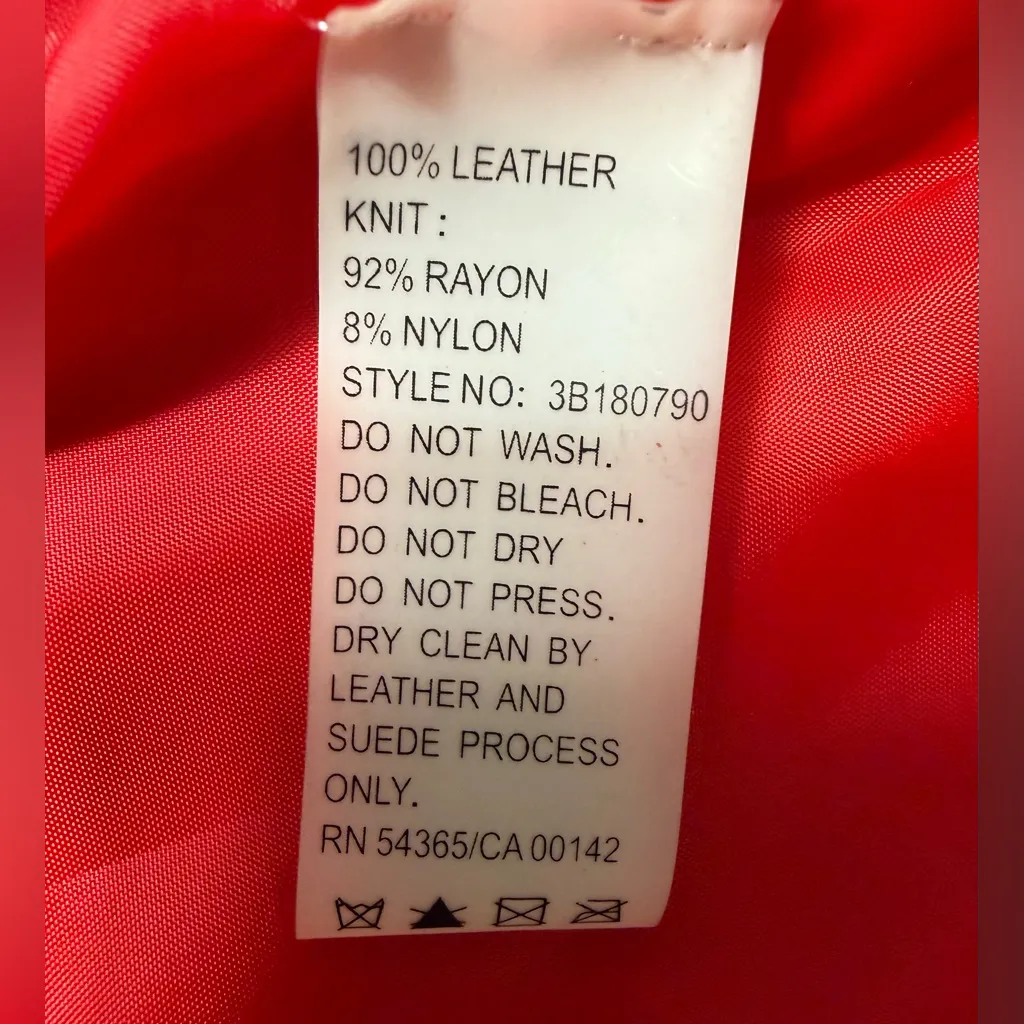 100% LEATHER
KNIT :
92% RAYON
8% NYLON
STYLE NO: 3B180790
DO NOT WASH.
DO NOT BLEACH.
DO NOT DRY
DO NOT PRESS.
DRY CLEAN BY
LEATHER AND
SUEDE PROCESS
ONLY.
RN 54365/CA 00142